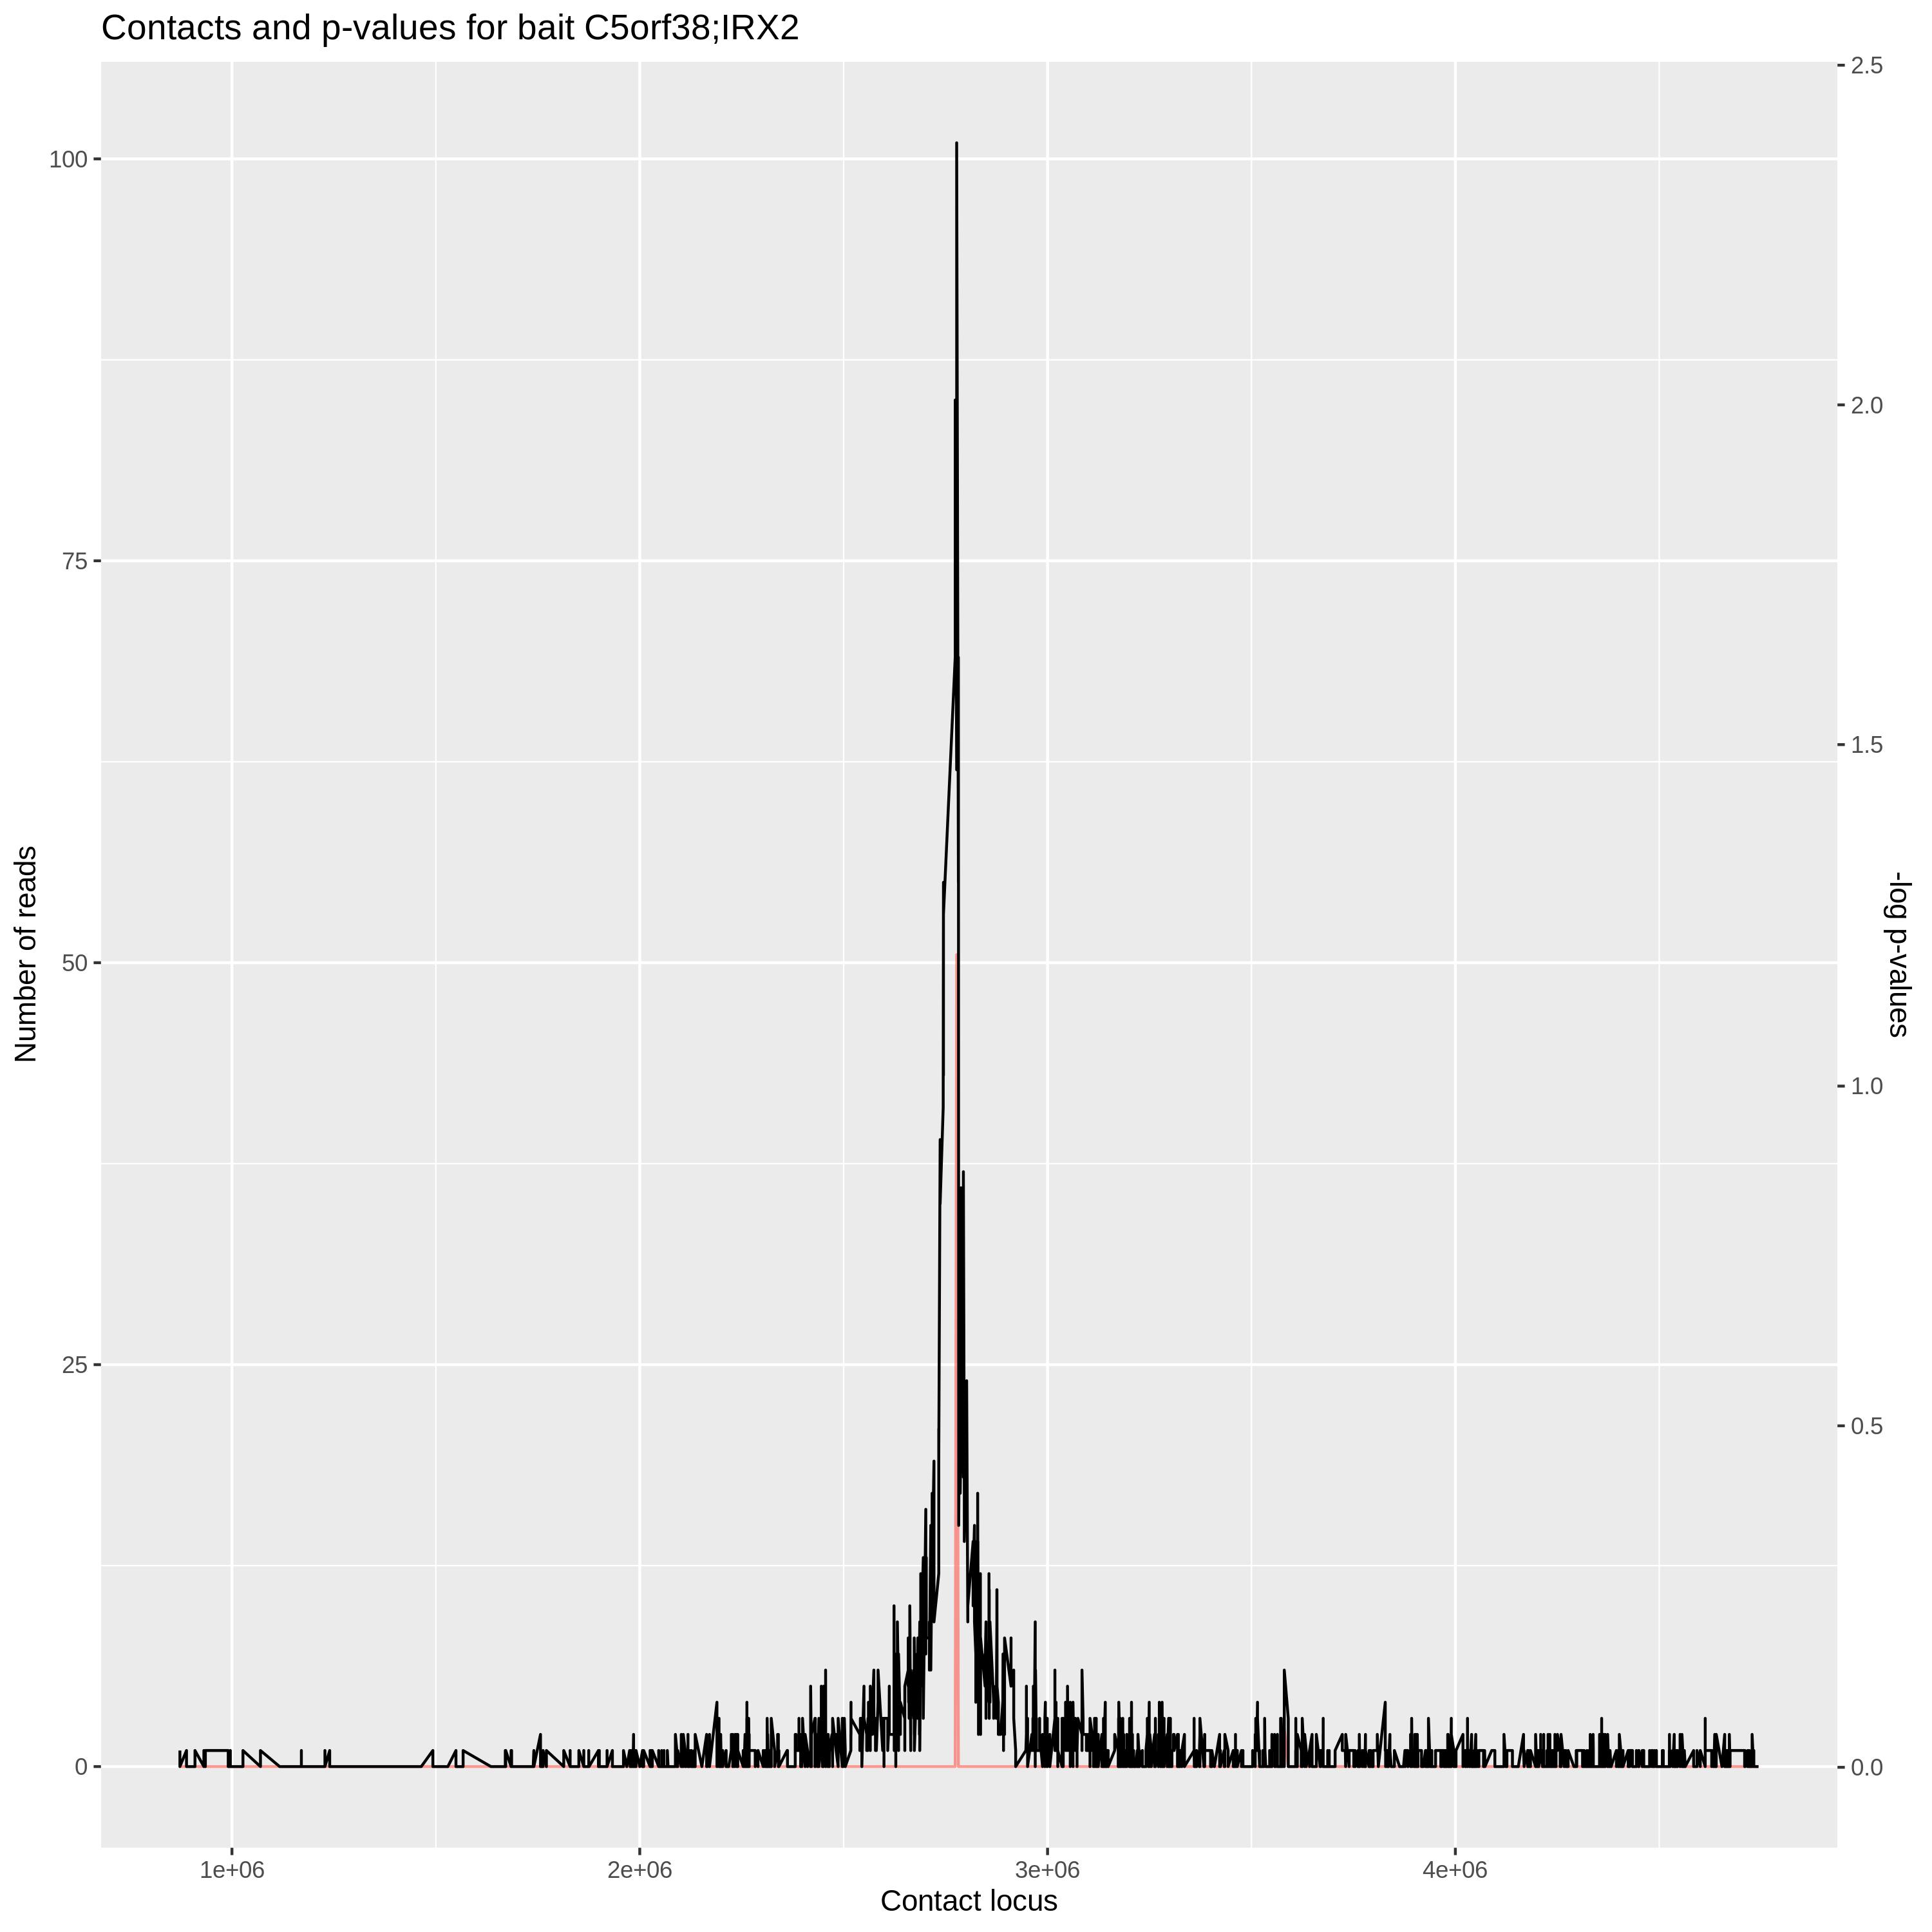 Contacts and p-values for bait C5orf38;IRX2
100
75
50
25
0
Number of reads
2.5
2.0
1.5
1.0
0.5
0.0
-log p-values
1e+06
2e+06
3e+06
4e+06
Contact locus